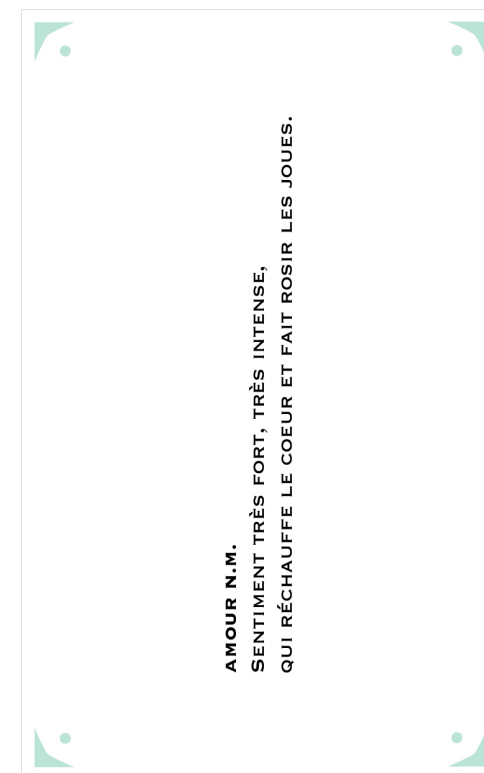 AMOUR N.M.
SENTIMENT TRÈS FORT, TRÈS INTENSE,
QUI RÉCHAUFFE LE COEUR ET FAIT ROSIR LES JOUES.